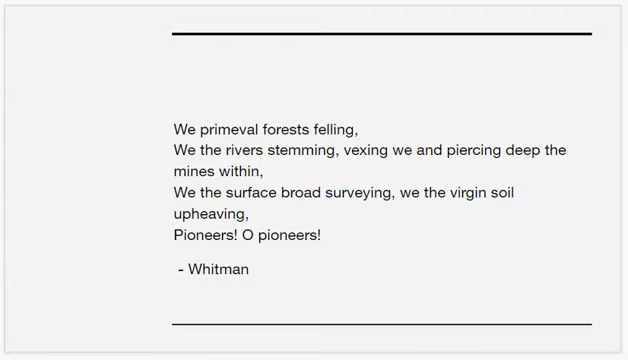 We primeval forests felling,
We the rivers stemming, vexing we and piercing deep the
mines within,
We the surface broad surveying, we the virgin soil
upheaving,
Pioneers! O pioneers!
- Whitman